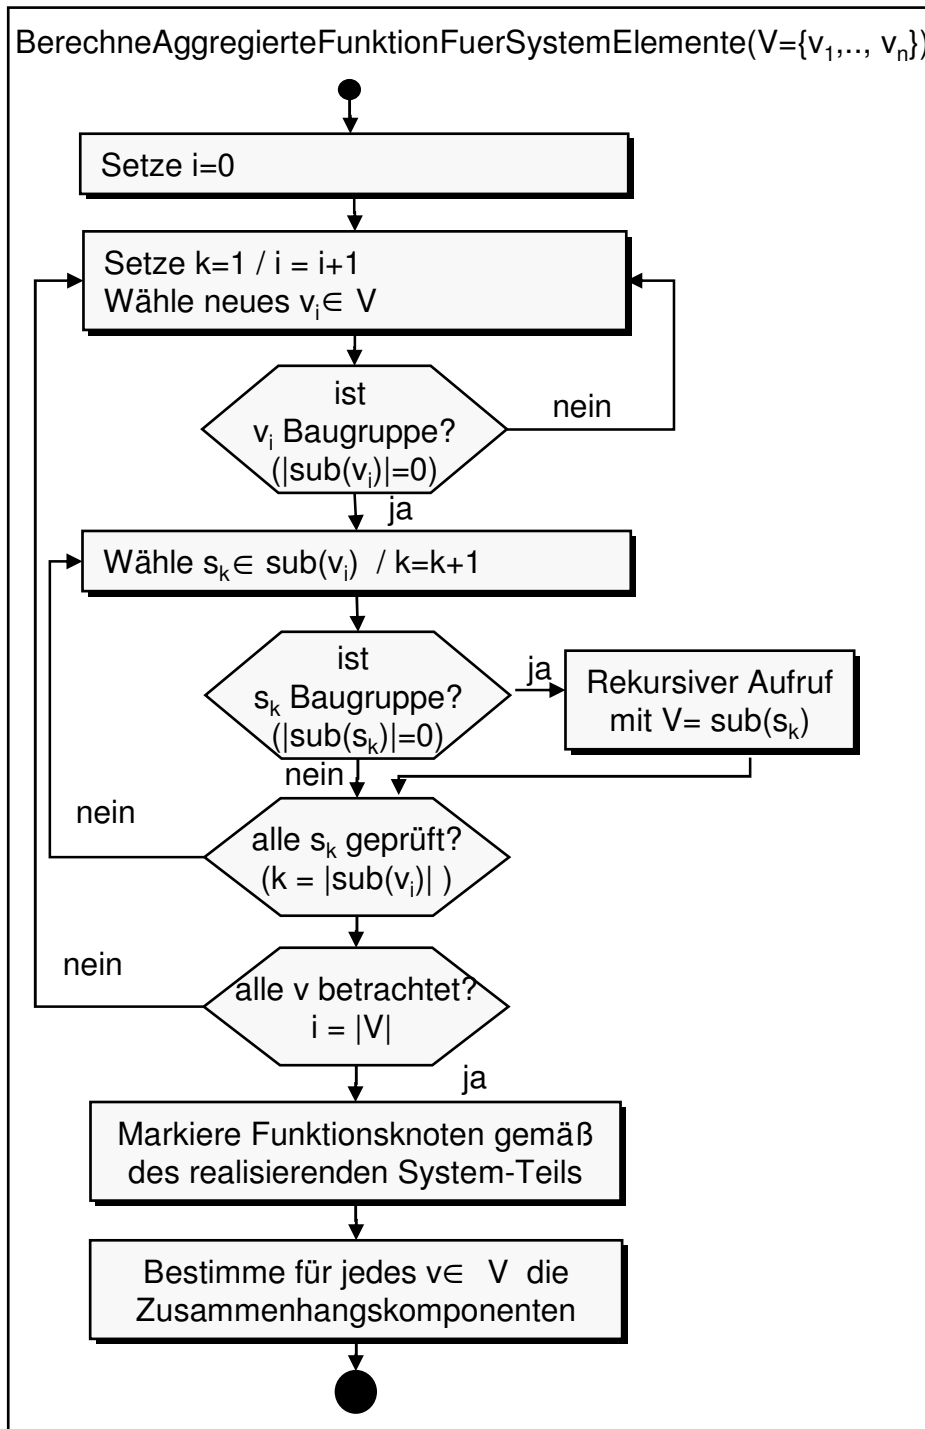 BerechneAggregierteFunktionFuerSystemElemente(V={v₁,.., vₙ})
Setze i=0
Setze k=1 / i = i+1
Wähle neues vᵢ∈ V
ist
vᵢ Baugruppe?
(|sub(vᵢ)|=0)
nein
ja
Wähle sₖ∈ sub(vᵢ) / k=k+1
ist
sₖ Baugruppe?
(|sub(sₖ)|=0)
ja
Rekursiver Aufruf
mit V= sub(sₖ)
nein
nein
alle sₖ geprüft?
(k = |sub(vᵢ)| )
nein
alle v betrachtet?
i = |V|
ja
Markiere Funktionsknoten gemäß
des realisierenden System-Teils
Bestimme für jedes v∈ V die
Zusammenhangskomponenten